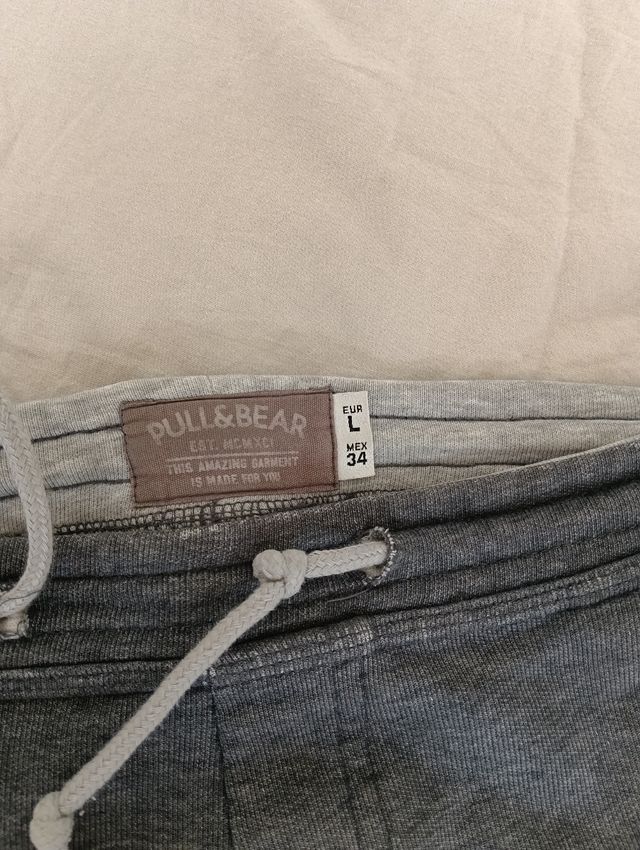 PULL&BEAR
EST. MCMXCI
THIS AMAZING GARMENT
IS MADE FOR YOU
EUR
L
MEX
34